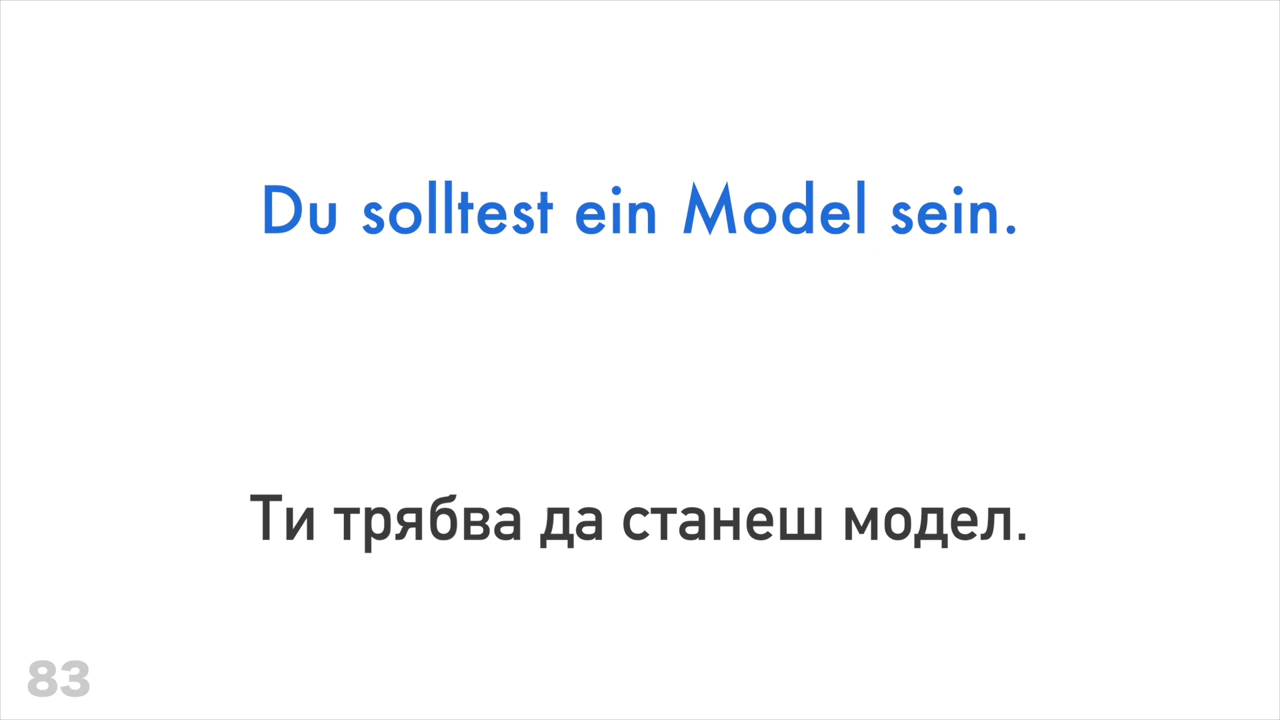 Du solltest ein Model sein.
Ти трябва да станеш модел.
83